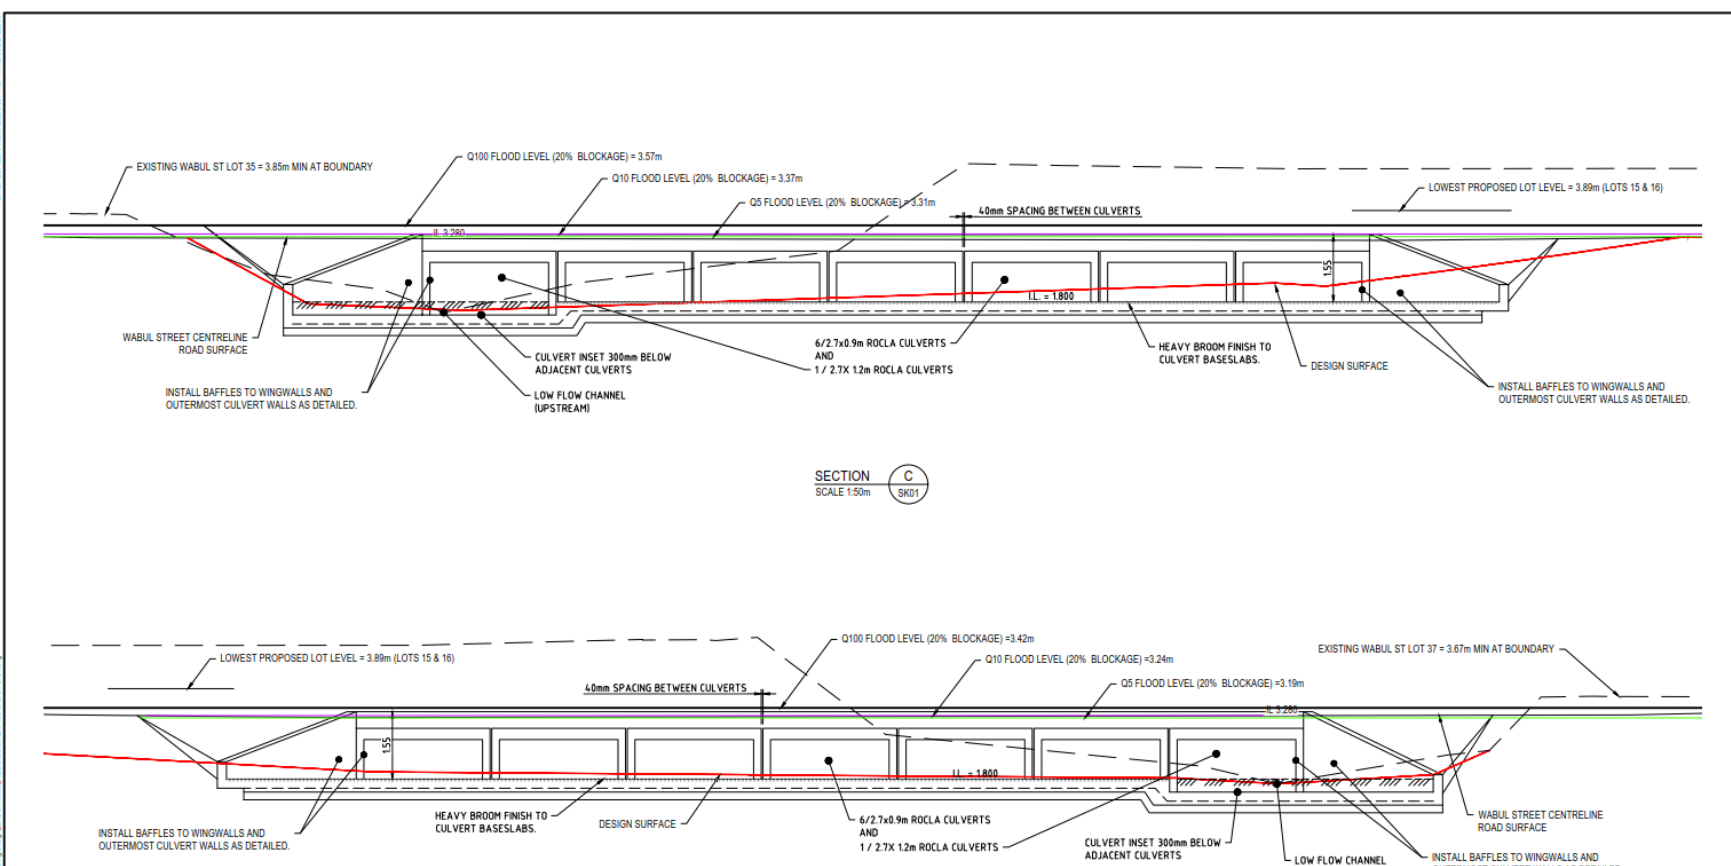 EXISTING WABUL ST LOT 35 = 3.85m MIN AT BOUNDARY
Q100 FLOOD LEVEL (20% BLOCKAGE) = 3.57m
Q10 FLOOD LEVEL (20% BLOCKAGE) = 3.37m
Q5 FLOOD LEVEL (20% BLOCKAGE) = 3.31m
40mm SPACING BETWEEN CULVERTS
LOWEST PROPOSED LOT LEVEL = 3.89m (LOTS 15 & 16)
IL 3.280
1.55
I.L. = 1.800
WABUL STREET CENTRELINE
ROAD SURFACE
INSTALL BAFFLES TO WINGWALLS AND
OUTERMOST CULVERT WALLS AS DETAILED.
CULVERT INSET 300mm BELOW
ADJACENT CULVERTS
LOW FLOW CHANNEL
(UPSTREAM)
6/2.7x0.9m ROCLA CULVERTS
AND
1 / 2.7X 1.2m ROCLA CULVERTS
HEAVY BROOM FINISH TO
CULVERT BASESLABS.
DESIGN SURFACE
INSTALL BAFFLES TO WINGWALLS AND
OUTERMOST CULVERT WALLS AS DETAILED.
SECTION
SCALE 1:50m
C
SK01
Q100 FLOOD LEVEL (20% BLOCKAGE) =3.42m
Q10 FLOOD LEVEL (20% BLOCKAGE) =3.24m
Q5 FLOOD LEVEL (20% BLOCKAGE) =3.19m
EXISTING WABUL ST LOT 37 = 3.67m MIN AT BOUNDARY
LOWEST PROPOSED LOT LEVEL = 3.89m (LOTS 15 & 16)
40mm SPACING BETWEEN CULVERTS
IL 3.280
1.55
I.L. = 1.800
INSTALL BAFFLES TO WINGWALLS AND
OUTERMOST CULVERT WALLS AS DETAILED.
HEAVY BROOM FINISH TO
CULVERT BASESLABS.
DESIGN SURFACE
6/2.7x0.9m ROCLA CULVERTS
AND
1 / 2.7X 1.2m ROCLA CULVERTS
CULVERT INSET 300mm BELOW
ADJACENT CULVERTS
LOW FLOW CHANNEL
WABUL STREET CENTRELINE
ROAD SURFACE
INSTALL BAFFLES TO WINGWALLS AND